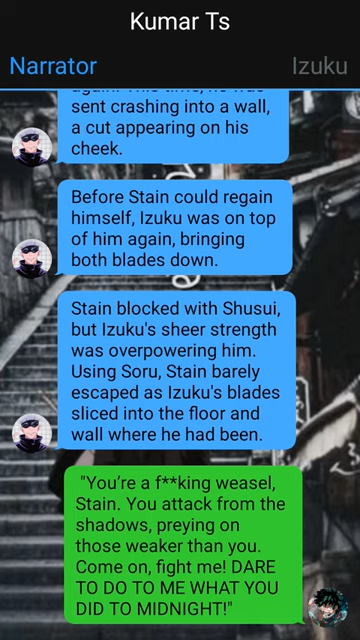 Kumar Ts
Narrator
Izuku
sent crashing into a wall,
a cut appearing on his
cheek.
Before Stain could regain
himself, Izuku was on top
of him again, bringing
both blades down.
Stain blocked with Shusui,
but Izuku's sheer strength
was overpowering him.
Using Soru, Stain barely
escaped as Izuku's blades
sliced into the floor and
wall where he had been.
"You're a f**king weasel,
Stain. You attack from the
shadows, preying on
those weaker than you.
Come on, fight me! DARE
TO DO TO ME WHAT YOU
DID TO MIDNIGHT!"